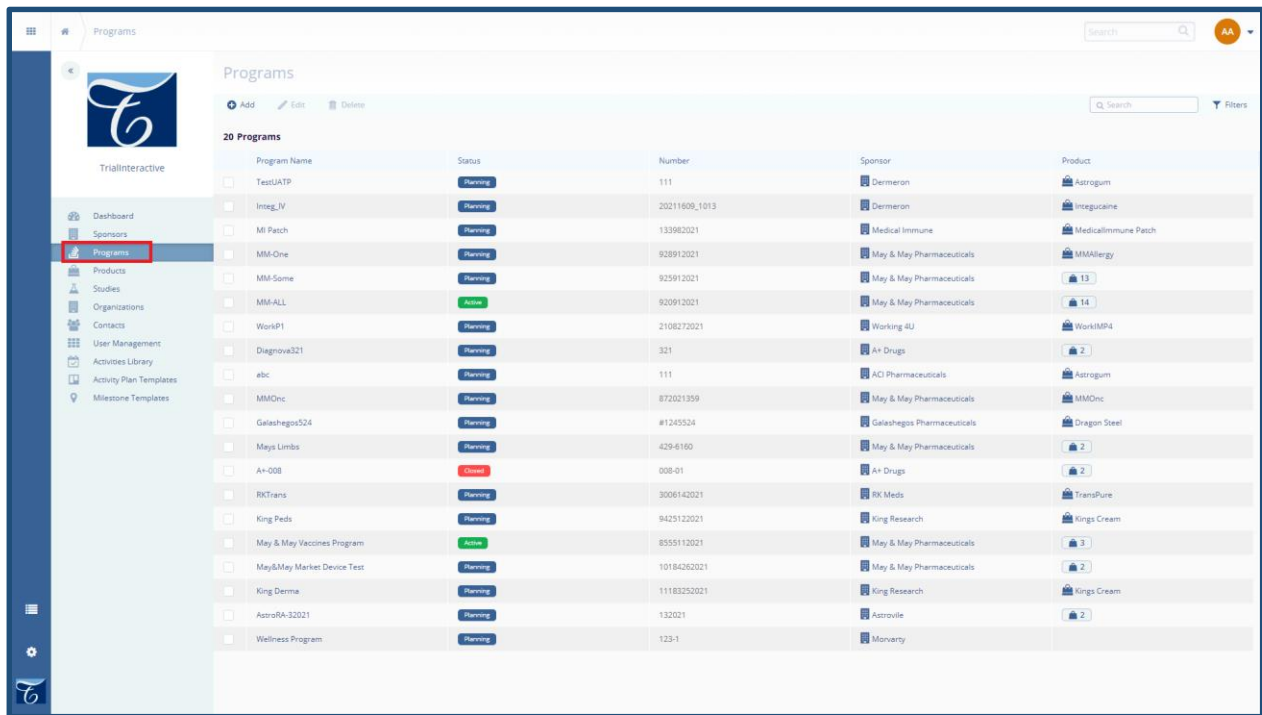 Programs
Search
AA
TrialInteractive
Dashboard
Sponsors
Programs
Products
Studies
Organizations
Contacts
User Management
Activities Library
Activity Plan Templates
Milestone Templates
Programs
Add Edit Delete Search Filters
20 Programs
Program Name Status Number Sponsor Product
TestUATP Planning 111 Dermeron Astrogum
Integ_IV Planning 20211609_1013 Dermeron Integucaine
MI Patch Planning 133982021 Medical Immune MedicalImmune Patch
MM-One Planning 928912021 May & May Pharmaceuticals MMAllergy
MM-Some Planning 925912021 May & May Pharmaceuticals 13
MM-ALL Active 920912021 May & May Pharmaceuticals 14
WorkP1 Planning 2108272021 Working 4U WorkIMP4
Diagnova321 Planning 321 A+ Drugs 2
abc Planning 111 ACI Pharmaceuticals Astrogum
MMOnc Planning 872021359 May & May Pharmaceuticals MMOnc
Galashegos524 Planning #1245524 Galashegos Pharmaceuticals Dragon Steel
Mays Limbs Planning 429-6160 May & May Pharmaceuticals 2
A+-008 Closed 008-01 A+ Drugs 2
RKTrans Planning 3006142021 RK Meds TransPure
King Peds Planning 9425122021 King Research Kings Cream
May & May Vaccines Program Active 8555112021 May & May Pharmaceuticals 3
May&May Market Device Test Planning 10184262021 May & May Pharmaceuticals 2
King Derma Planning 11183252021 King Research Kings Cream
AstroRA-32021 Planning 132021 Astrovile 2
Wellness Program Planning 123-1 Morvarty